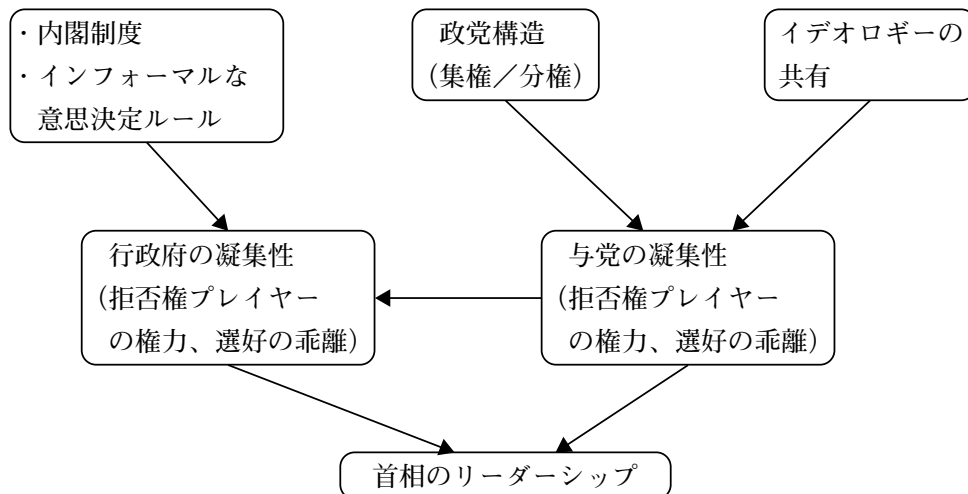 ・内閣制度
・インフォーマルな
意思決定ルール
政党構造
（集権／分権）
イデオロギーの
共有
行政府の凝集性
（拒否権プレイヤー
の権力、選好の乖離）
与党の凝集性
（拒否権プレイヤー
の権力、選好の乖離）
首相のリーダーシップ